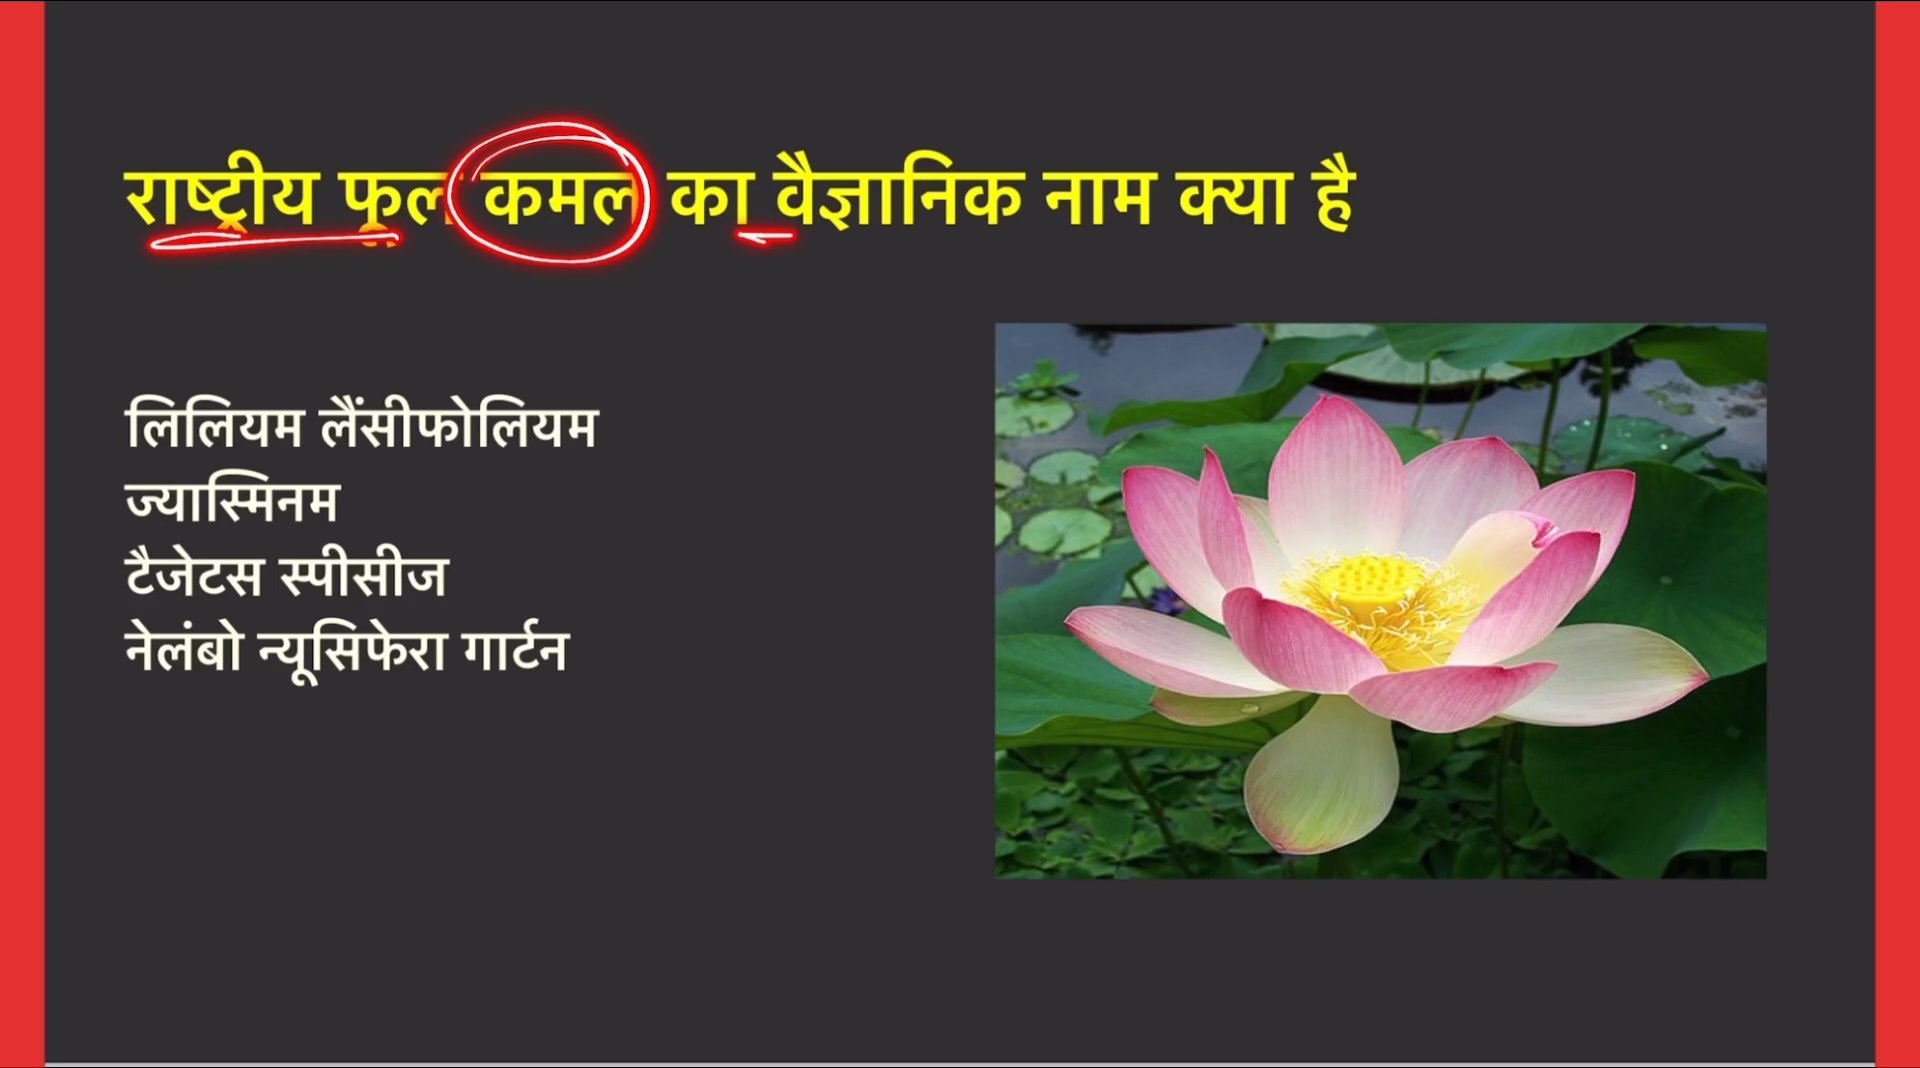 राष्ट्रीय फूल कमल का वैज्ञानिक नाम क्या है
लिलियम लैंसीफोलियम
ज्यास्मिनम
टैजेटस स्पीसीज
नेलंबो न्यूसिफेरा गार्टन